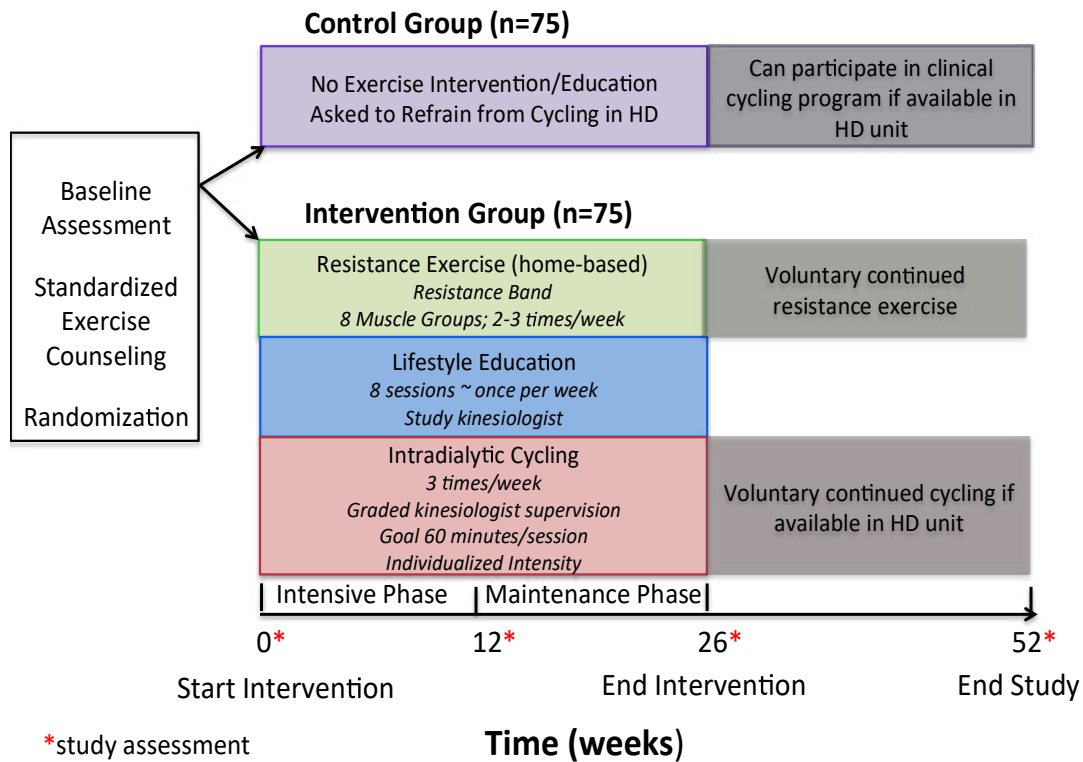 Control Group (n=75)
No Exercise Intervention/Education
Asked to Refrain from Cycling in HD
Can participate in clinical
cycling program if available in
HD unit
Baseline
Assessment
Standardized
Exercise
Counseling
Randomization
Intervention Group (n=75)
Resistance Exercise (home-based)
Resistance Band
8 Muscle Groups; 2-3 times/week
Voluntary continued
resistance exercise
Lifestyle Education
8 sessions ~ once per week
Study kinesiologist
Intradialytic Cycling
3 times/week
Graded kinesiologist supervision
Goal 60 minutes/session
Individualized Intensity
Voluntary continued cycling if
available in HD unit
Intensive Phase
Maintenance Phase
0* 12* 26* 52*
Start Intervention End Intervention End Study
*study assessment
Time (weeks)